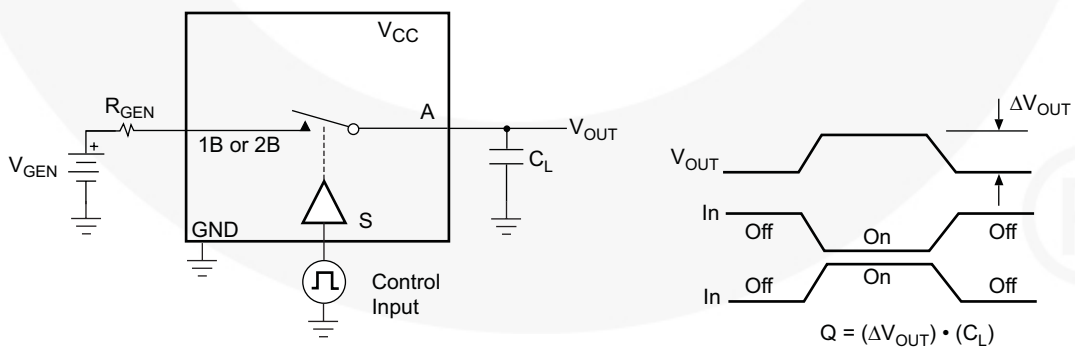 V_CC
R_GEN
A
V_OUT
1B or 2B
+
V_GEN
C_L
S
GND
Control
Input
ΔV_OUT
V_OUT
In
Off
On
Off
In
Off
On
Off
Q = (ΔV_OUT) • (C_L)